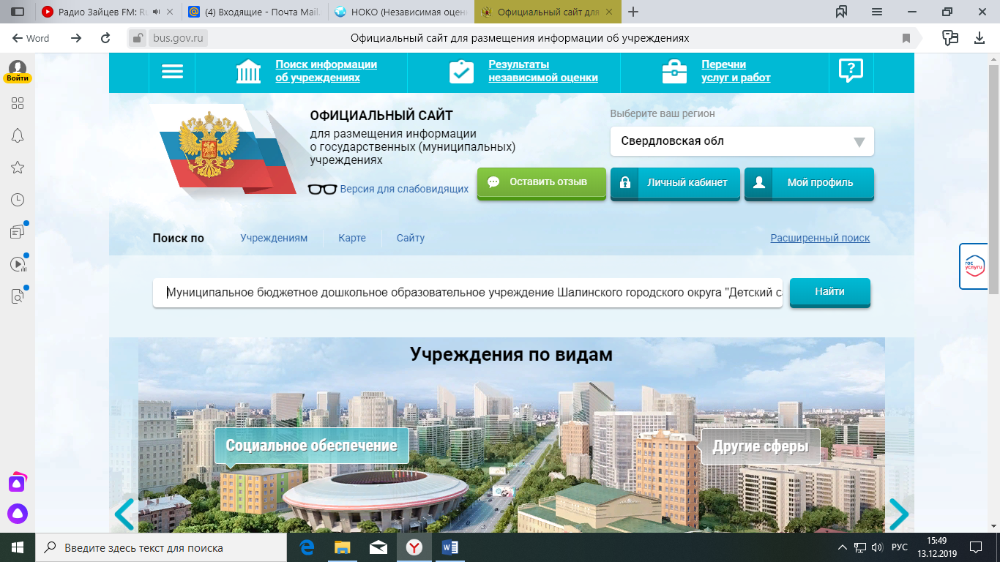 Радио Зайцев FM: Ru
(4) Входящие - Почта Mail.
НОКО (Независимая оцен
Официальный сайт для
Word
bus.gov.ru
Официальный сайт для размещения информации об учреждениях
Войти
Поиск информации
об учреждениях
Результаты
независимой оценки
Перечни
услуг и работ
ОФИЦИАЛЬНЫЙ САЙТ
для размещения информации
о государственных (муниципальных)
учреждениях
Версия для слабовидящих
Выберите ваш регион
Свердловская обл
Оставить отзыв
Личный кабинет
Мой профиль
Поиск по
Учреждениям
Карте
Сайту
Расширенный поиск
гос
услуги
Муниципальное бюджетное дошкольное образовательное учреждение Шалинского городского округа "Детский са
Найти
Учреждения по видам
Социальное обеспечение
Другие сферы
Введите здесь текст для поиска
РУС
15:49
13.12.2019